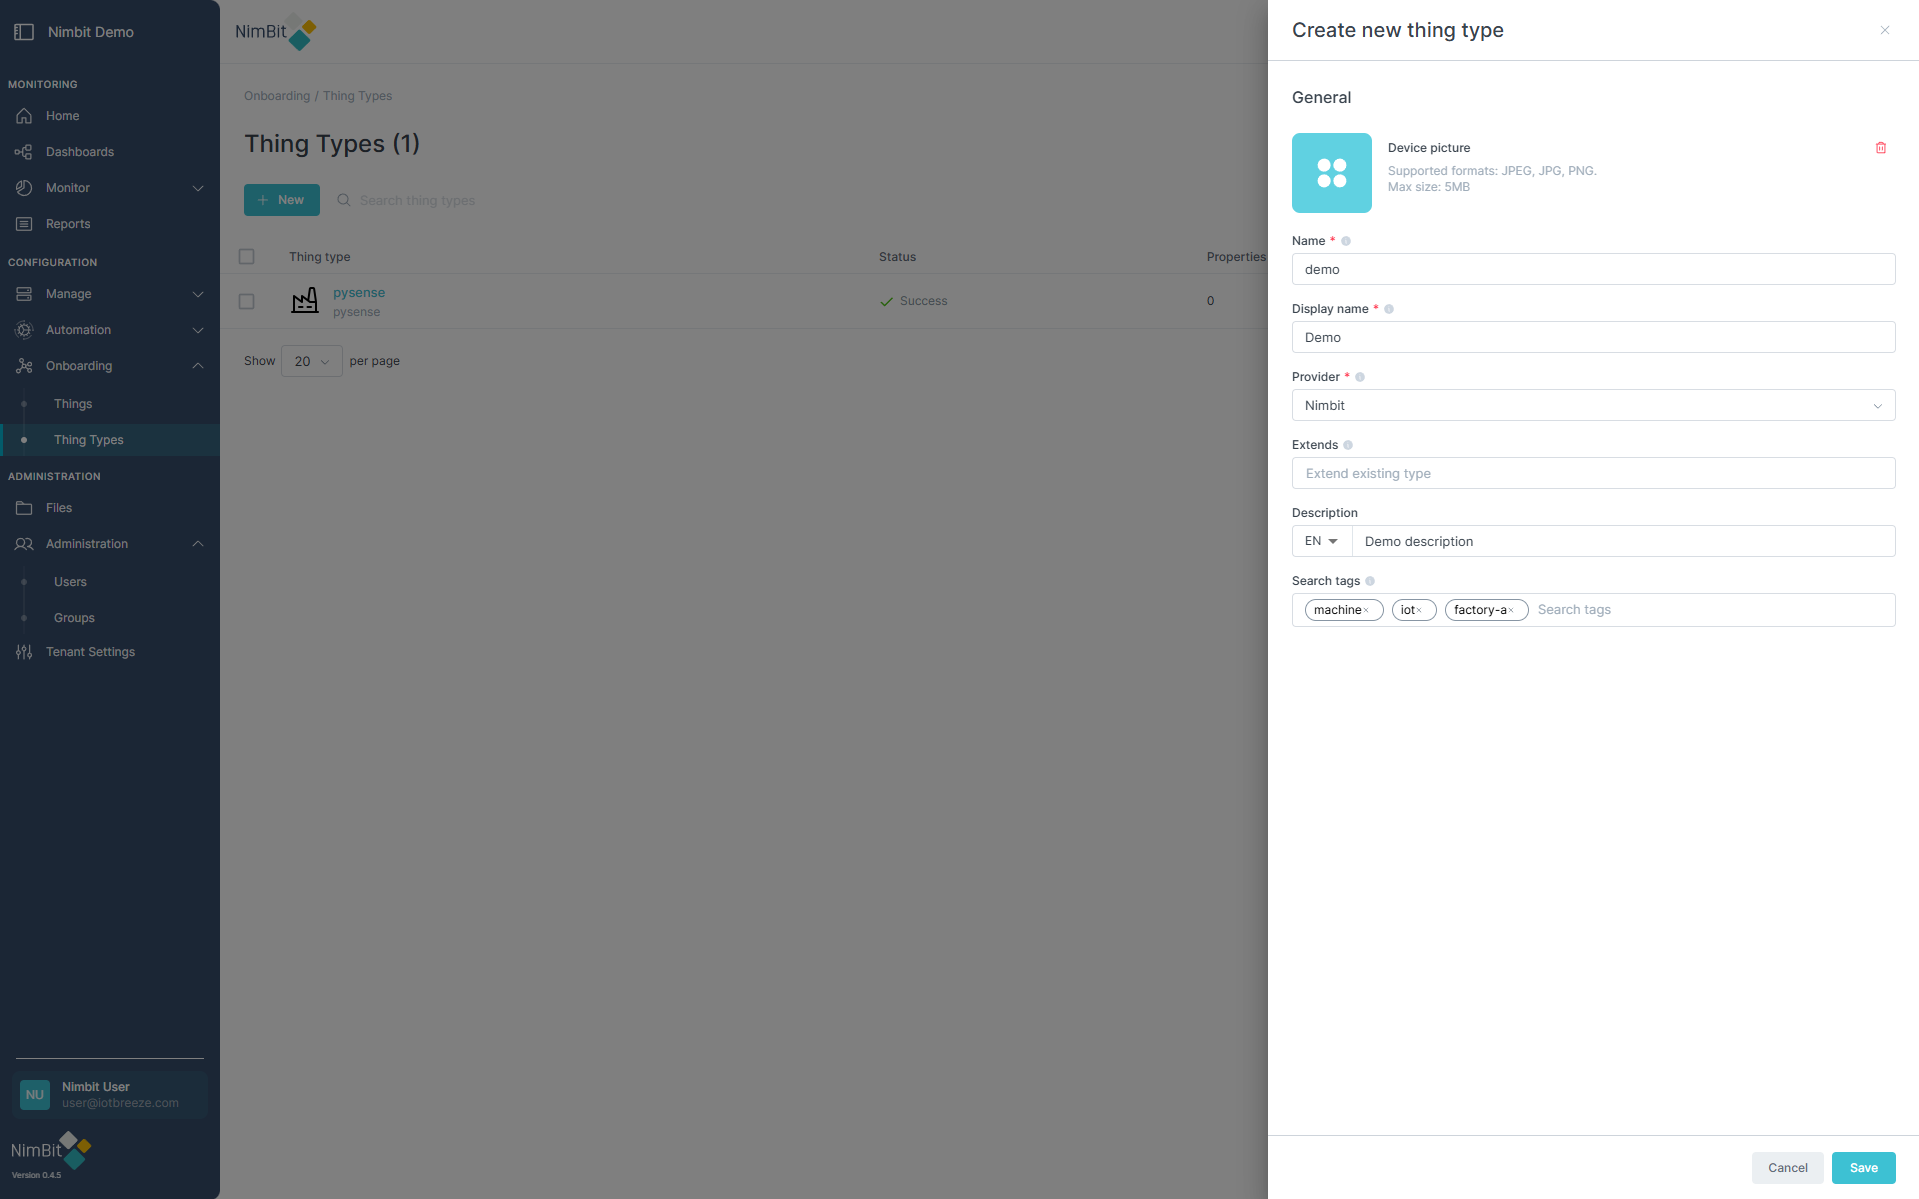 Nimbit Demo
MONITORING
Home
Dashboards
Monitor
Reports
CONFIGURATION
Manage
Automation
Onboarding
Things
Thing Types
ADMINISTRATION
Files
Administration
Users
Groups
Tenant Settings
NU
Nimbit User
user@iotbreeze.com
NimBit
Version 0.4.5
NimBit
Onboarding / Thing Types
Thing Types (1)
+ New
Search thing types
Thing type Status Properties
pysense
pysense
Success
0
Show 20 per page
Create new thing type
General
Device picture
Supported formats: JPEG, JPG, PNG.
Max size: 5MB
Name *
demo
Display name *
Demo
Provider *
Nimbit
Extends
Extend existing type
Description
EN Demo description
Search tags
machine× iot× factory-a× Search tags
Cancel Save